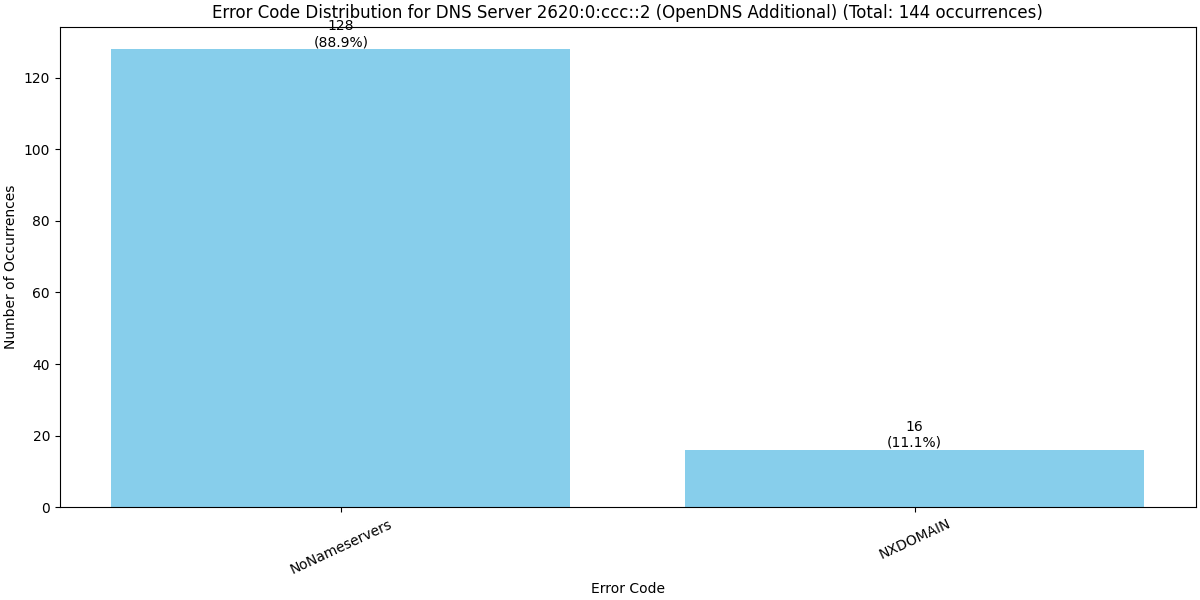 Error Code Distribution for DNS Server 2620:0:ccc::2 (OpenDNS Additional) (Total: 144 occurrences)
128
(88.9%)
16
(11.1%)
Number of Occurrences
120
100
80
60
40
20
0
NoNameservers
NXDOMAIN
Error Code